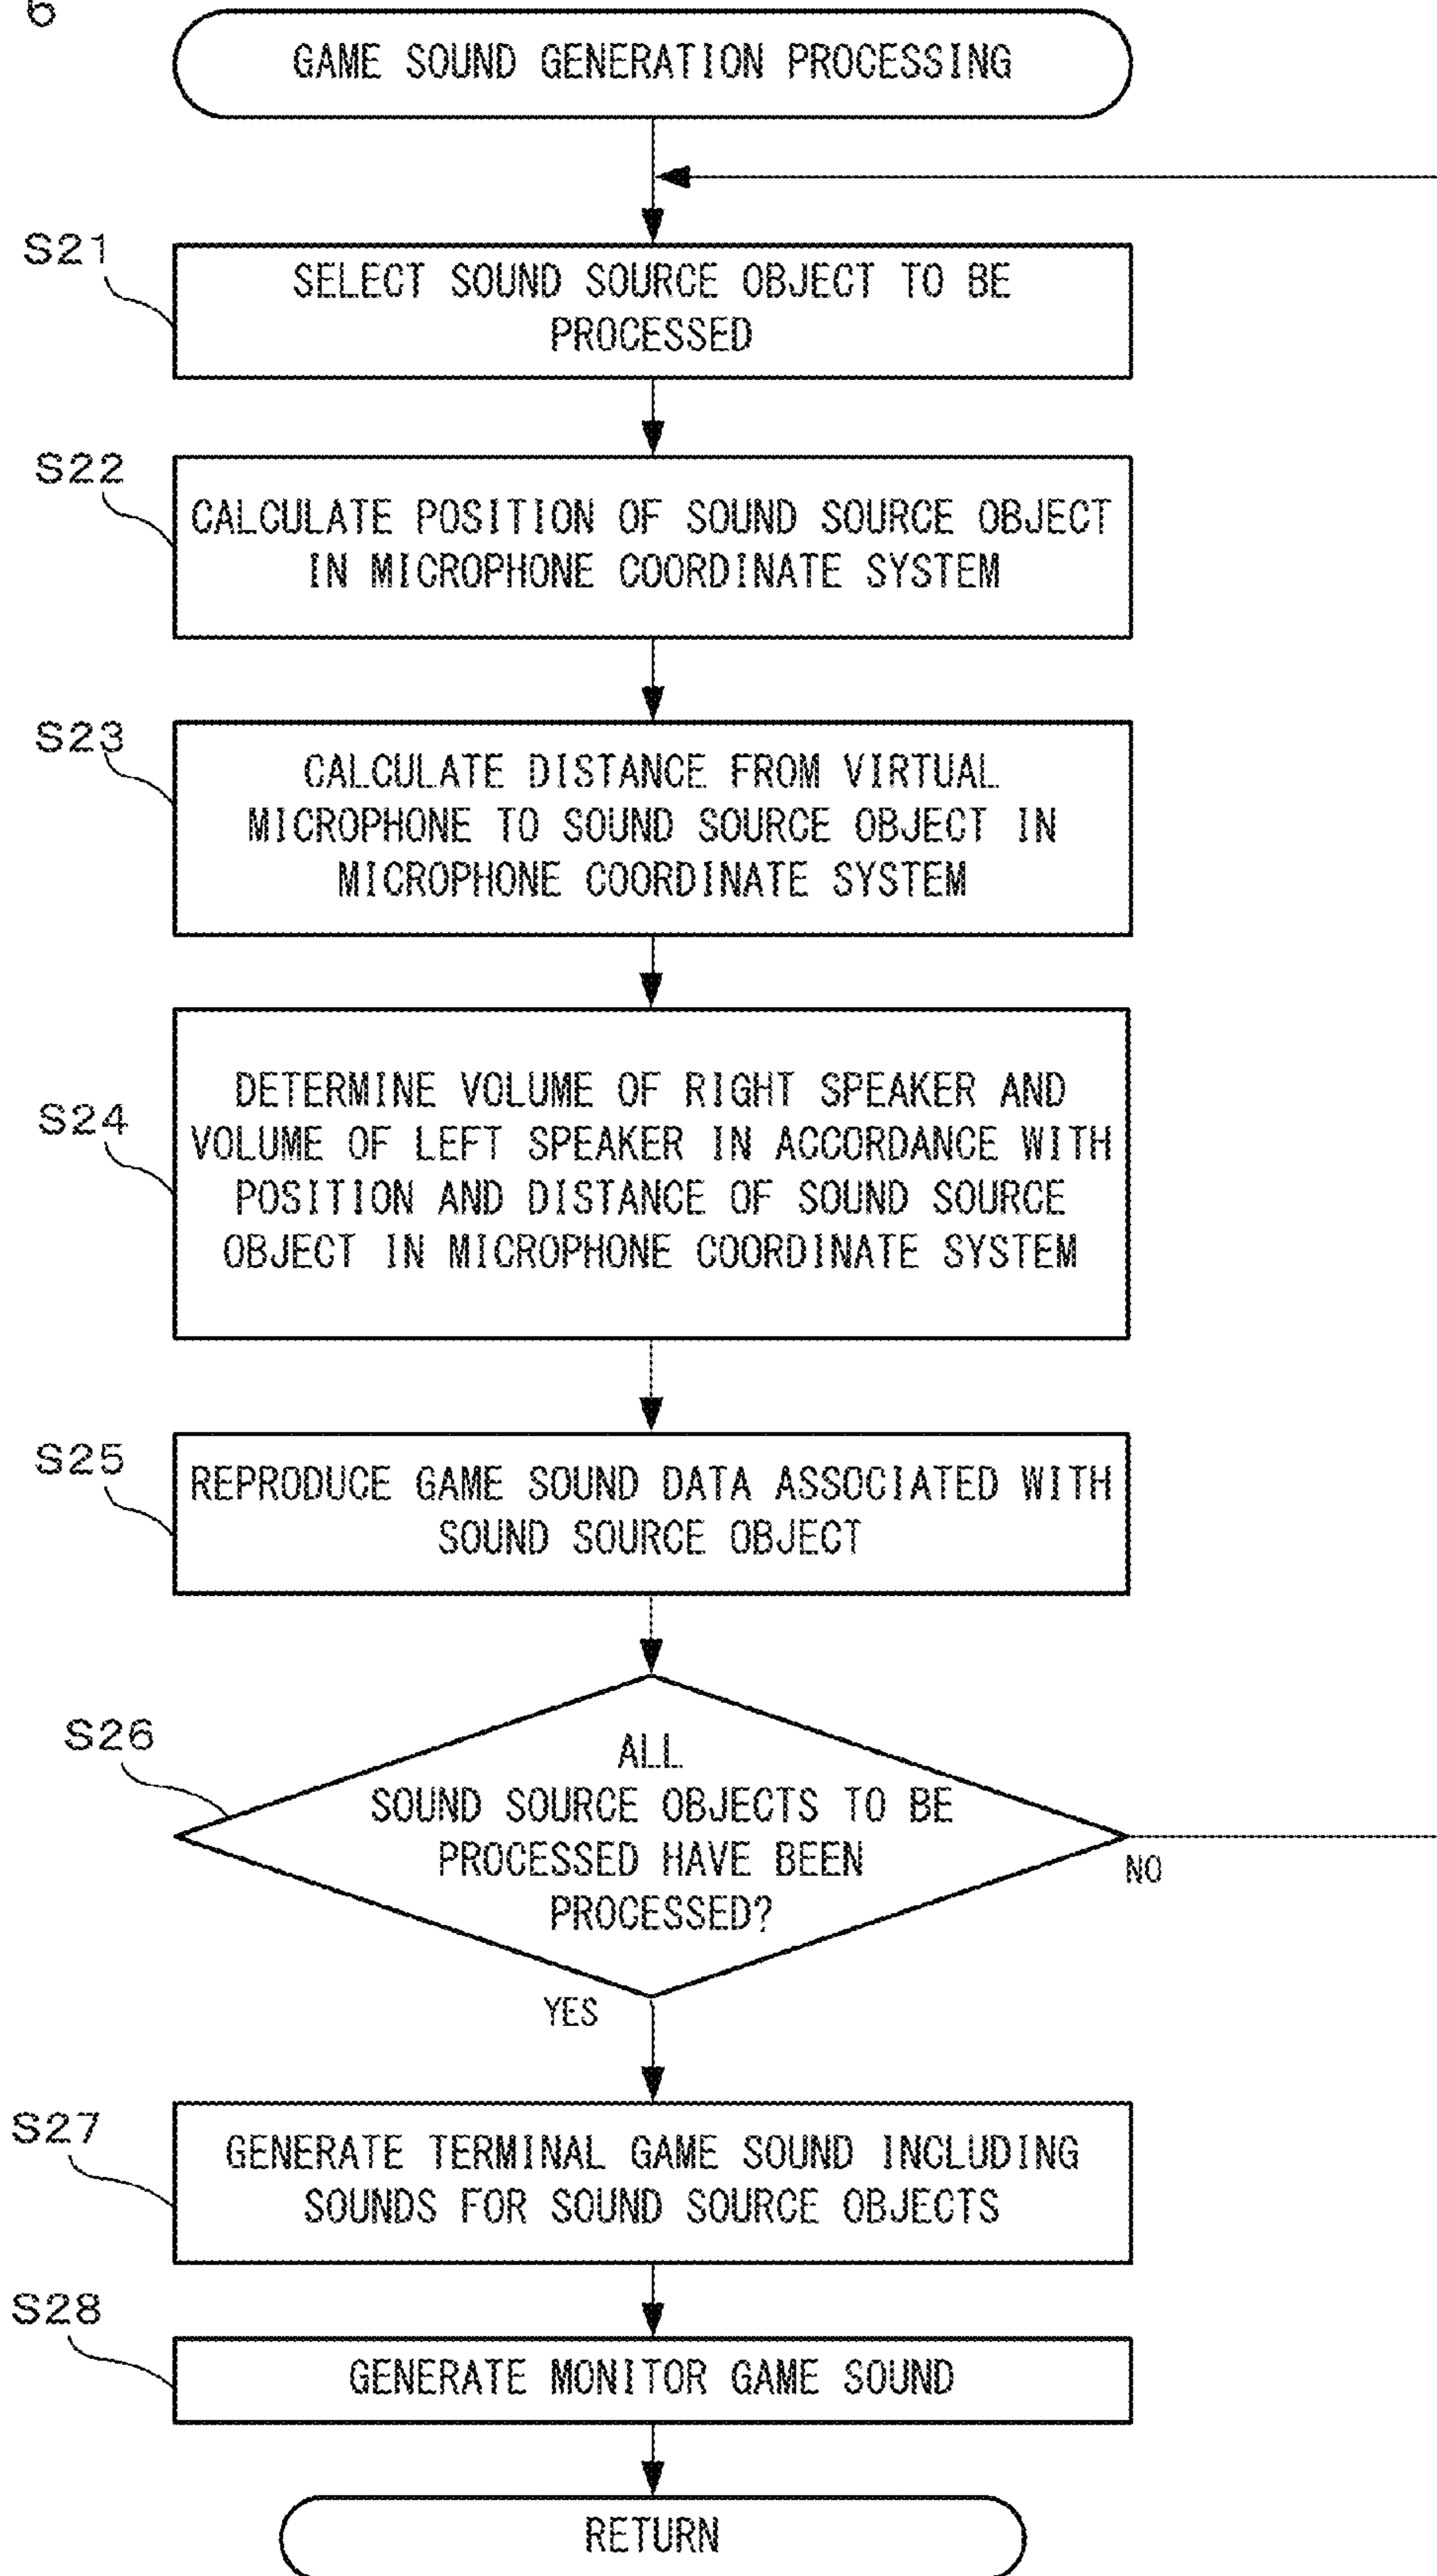 6
GAME SOUND GENERATION PROCESSING
S21
SELECT SOUND SOURCE OBJECT TO BE
PROCESSED
S22
CALCULATE POSITION OF SOUND SOURCE OBJECT
IN MICROPHONE COORDINATE SYSTEM
S23
CALCULATE DISTANCE FROM VIRTUAL
MICROPHONE TO SOUND SOURCE OBJECT IN
MICROPHONE COORDINATE SYSTEM
S24
DETERMINE VOLUME OF RIGHT SPEAKER AND
VOLUME OF LEFT SPEAKER IN ACCORDANCE WITH
POSITION AND DISTANCE OF SOUND SOURCE
OBJECT IN MICROPHONE COORDINATE SYSTEM
S25
REPRODUCE GAME SOUND DATA ASSOCIATED WITH
SOUND SOURCE OBJECT
S26
ALL
SOUND SOURCE OBJECTS TO BE
PROCESSED HAVE BEEN
PROCESSED?
NO
YES
S27
GENERATE TERMINAL GAME SOUND INCLUDING
SOUNDS FOR SOUND SOURCE OBJECTS
S28
GENERATE MONITOR GAME SOUND
RETURN